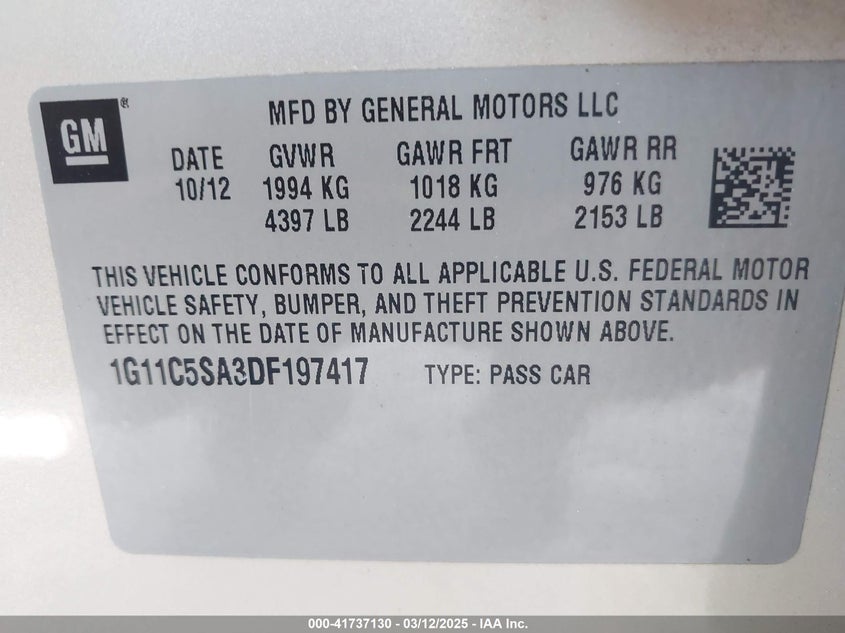 GM ®
MFD BY GENERAL MOTORS LLC
DATE GVWR GAWR FRT GAWR RR
10/12 1994 KG 1018 KG 976 KG
4397 LB 2244 LB 2153 LB
THIS VEHICLE CONFORMS TO ALL APPLICABLE U.S. FEDERAL MOTOR
VEHICLE SAFETY, BUMPER, AND THEFT PREVENTION STANDARDS IN
EFFECT ON THE DATE OF MANUFACTURE SHOWN ABOVE.
1G11C5SA3DF197417 TYPE: PASS CAR
000-41737130 - 03/12/2025 - IAA Inc.